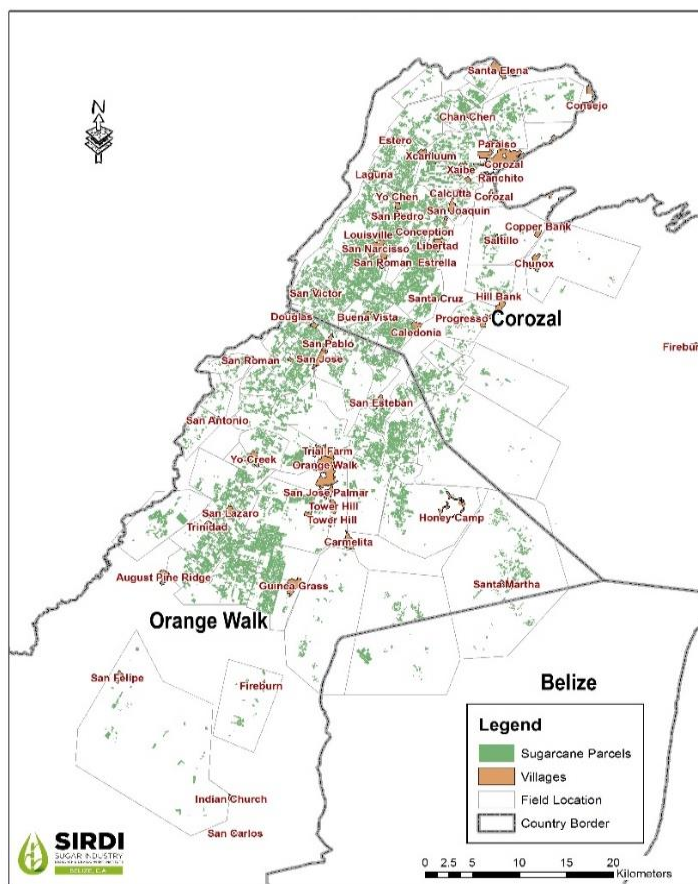 N
Santa Elena
Consejo
Chan Chen
Estero
Paraiso
Xcanluum
Corozal
Xaibe
Laguna
Ranchito
Yo Chen
Calcutta
Corozal
San Pedro
San Joaquin
Copper Bank
Louisville
Conception
Saltillo
San Narcisso
Libertad
San Roman
Estrella
Chunox
San Victor
Santa Cruz
Hill Bank
Douglas
Buena Vista
Progresso
Corozal
Caledonia
San Pablo
Firebur
San Roman
San Jose
San Esteban
San Antonio
Trial Farm
Yo Creek
Orange Walk
San Jose Palmar
San Lazaro
Tower Hill
Honey Camp
Trinidad
Tower Hill
Carmelita
August Pine Ridge
Guinea Grass
Santa Martha
Orange Walk
San Felipe
Fireburn
Belize
Indian Church
San Carlos
Legend
Sugarcane Parcels
Villages
Field Location
Country Border
0 2.5 5 10 15 20
Kilometers
SIRDI
SUGAR INDUSTRY
BELIZE, C.A